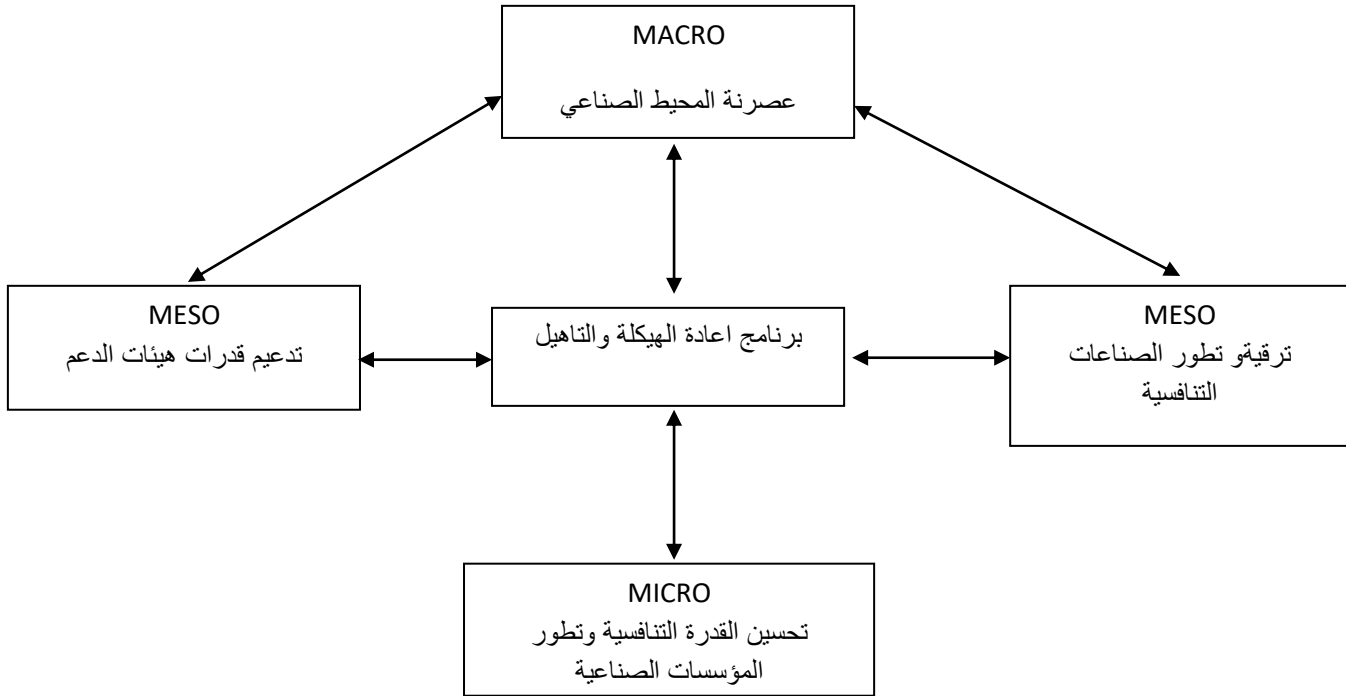 MACRO
عصرنة المحيط الصناعي
MESO
تدعيم قدرات هيئات الدعم
برنامج اعادة الهيكلة والتاهيل
MESO
ترقيةو تطور الصناعات
التنافسية
MICRO
تحسين القدرة التنافسية وتطور
المؤسسات الصناعية